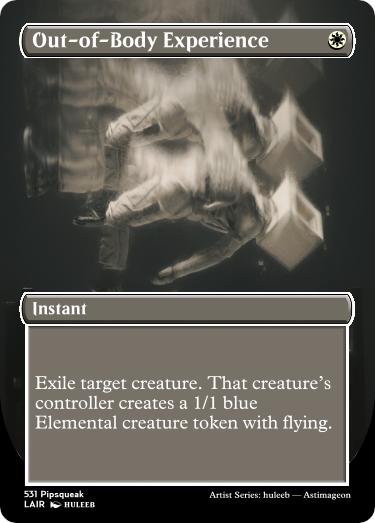 Out-of-Body Experience
Instant
Exile target creature. That creature's
controller creates a 1/1 blue
Elemental creature token with flying.
531 Pipsqueak
LAIR HULEEB
Artist Series: huleeb — Astimageon